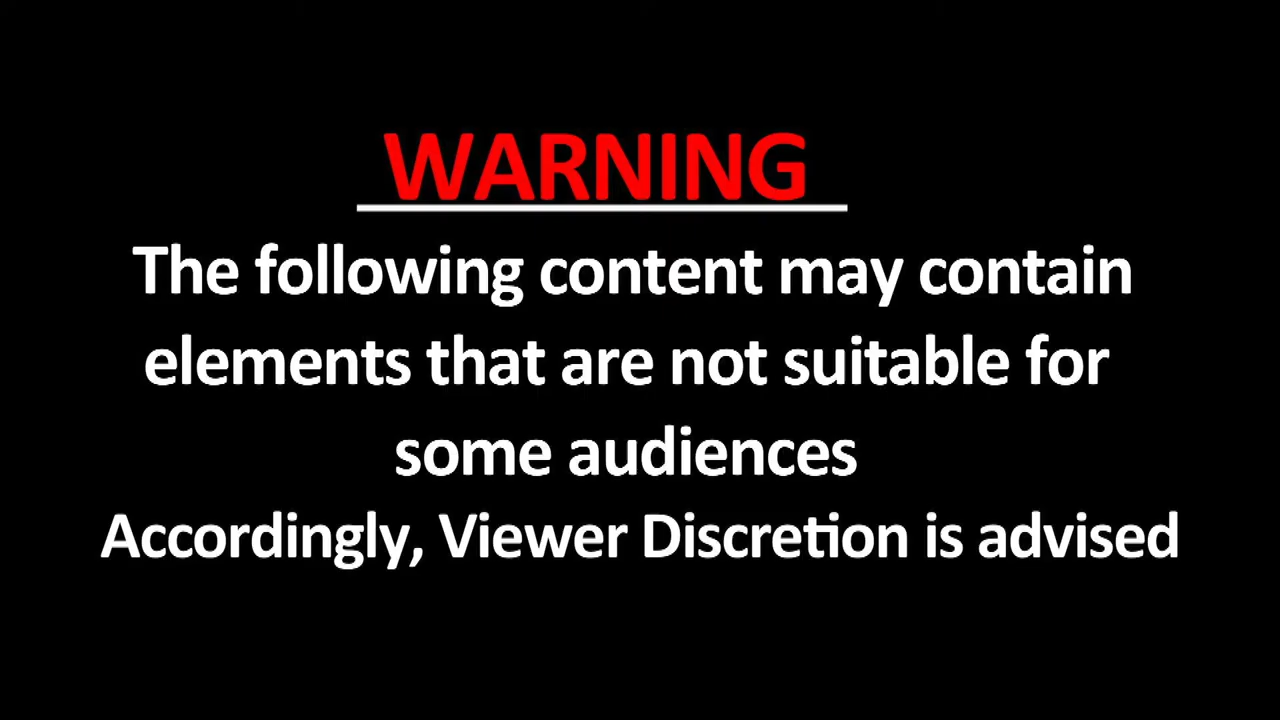 WARNING
The following content may contain
elements that are not suitable for
some audiences
Accordingly, Viewer Discretion is advised